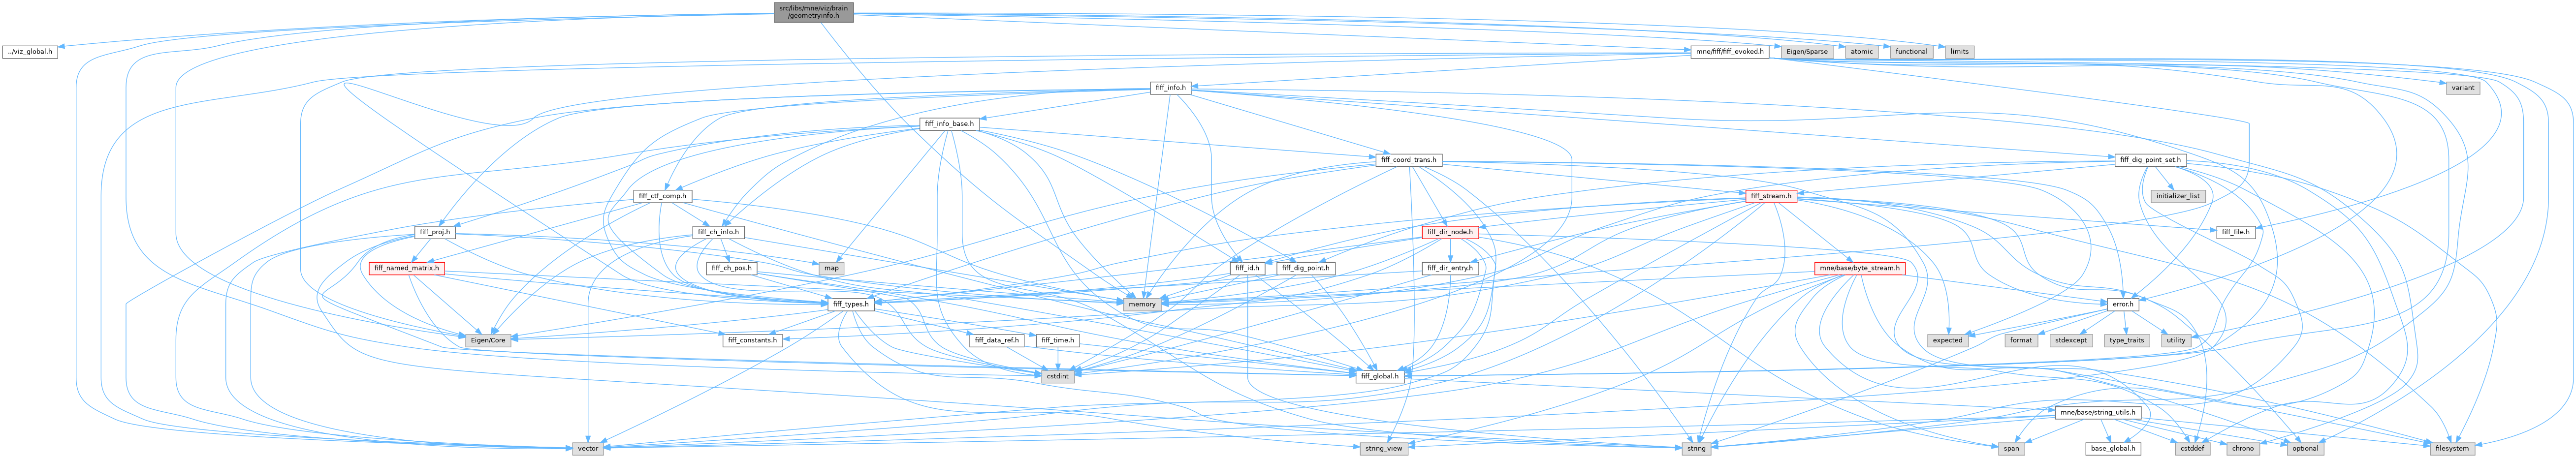 src/libs/mne/viz/brain
/geometryinfo.h
../viz_global.h
mne/fiff/fiff_evoked.h
Eigen/Sparse
atomic
functional
limits
fiff_info.h
variant
fiff_info_base.h
fiff_coord_trans.h
fiff_dig_point_set.h
fiff_ctf_comp.h
fiff_stream.h
initializer_list
fiff_proj.h
fiff_ch_info.h
fiff_dir_node.h
fiff_file.h
fiff_named_matrix.h
fiff_ch_pos.h
map
fiff_id.h
fiff_dig_point.h
fiff_dir_entry.h
mne/base/byte_stream.h
fiff_types.h
memory
error.h
Eigen/Core
fiff_constants.h
fiff_data_ref.h
fiff_time.h
expected
format
stdexcept
type_traits
utility
cstdint
fiff_global.h
mne/base/string_utils.h
vector
string_view
string
span
base_global.h
cstddef
chrono
optional
filesystem